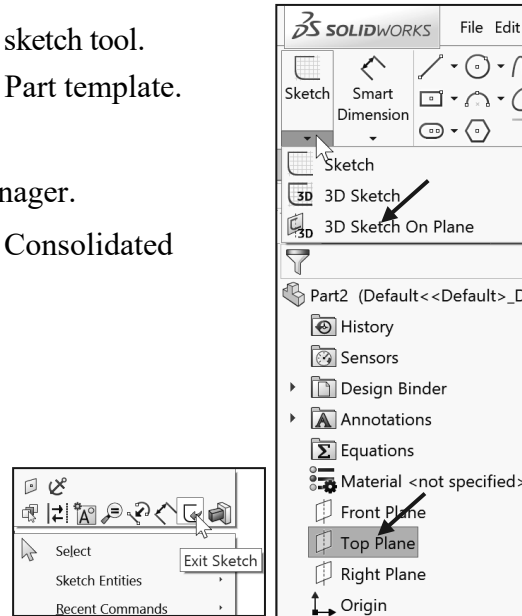 sketch tool.
Part template.
nager.
Consolidated
SOLIDWORKS File Edit
Sketch
Smart
Dimension
Sketch
3D 3D Sketch
3D 3D Sketch On Plane
Part2 (Default<<Default>_D
History
Sensors
Design Binder
A Annotations
Σ Equations
Material <not specified>
Front Plane
Top Plane
Right Plane
Origin
Select
Exit Sketch
Sketch Entities
Recent Commands